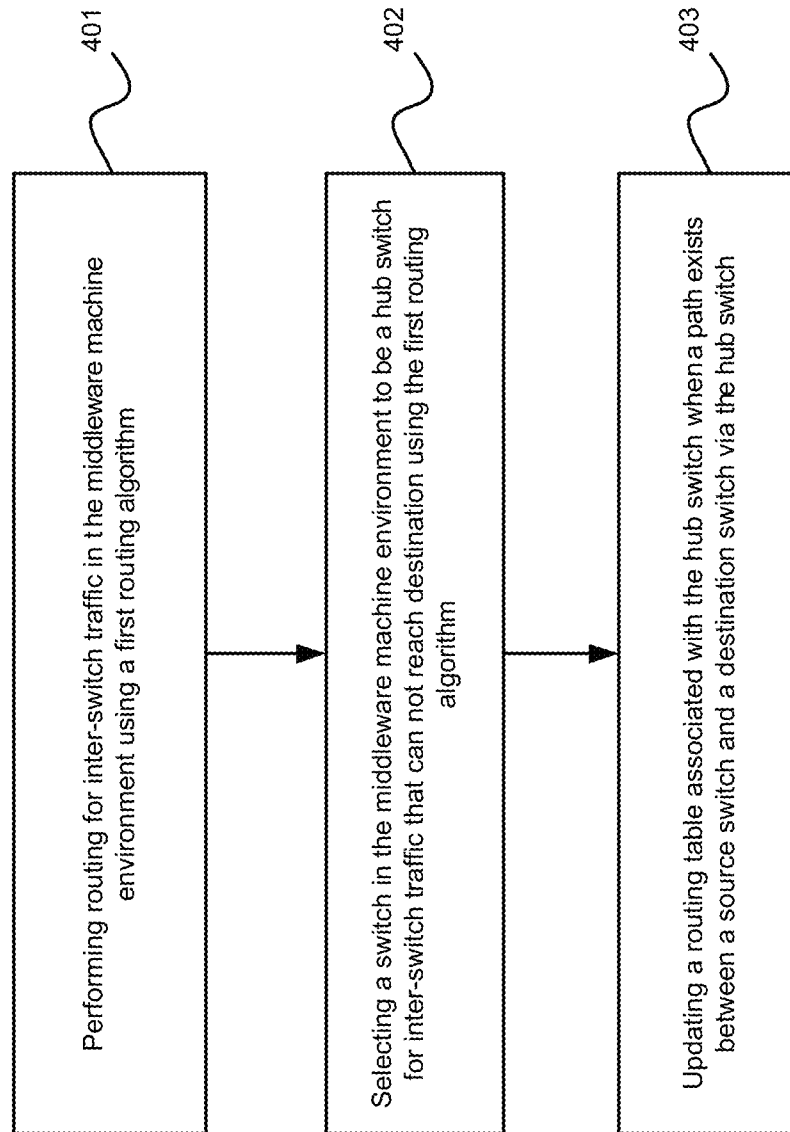 401
Performing routing for inter-switch traffic in the middleware machine
environment using a first routing algorithm
402
Selecting a switch in the middleware machine environment to be a hub switch
for inter-switch traffic that can not reach destination using the first routing
algorithm
403
Updating a routing table associated with the hub switch when a path exists
between a source switch and a destination switch via the hub switch